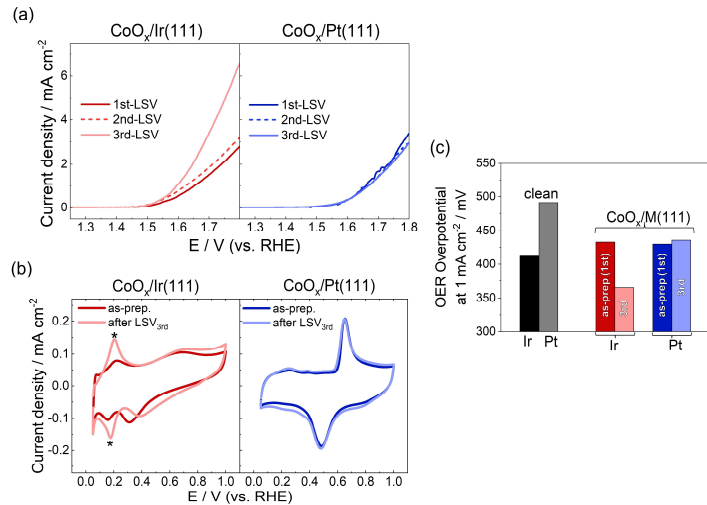 (a)
CoOx/Ir(111)
CoOx/Pt(111)
Current density / mA cm-2
6
4
2
0
1st-LSV
2nd-LSV
3rd-LSV
1st-LSV
2nd-LSV
3rd-LSV
1.3 1.4 1.5 1.6 1.7 1.3 1.4 1.5 1.6 1.7 1.8
E / V (vs. RHE)
(b)
CoOx/Ir(111)
CoOx/Pt(111)
Current density / mA cm-2
0.2
0.1
0.0
-0.1
-0.2
as-prep.
after LSV3rd
*
*
as-prep.
after LSV3rd
0.0 0.2 0.4 0.6 0.8 1.0 0.0 0.2 0.4 0.6 0.8 1.0
E / V (vs. RHE)
(c)
OER Overpotential
at 1 mA cm-2 / mV
550
500
450
400
350
300
clean
CoOx/M(111)
as-prep (1st)
3rd
as-prep (1st)
3rd
Ir Pt Ir Pt